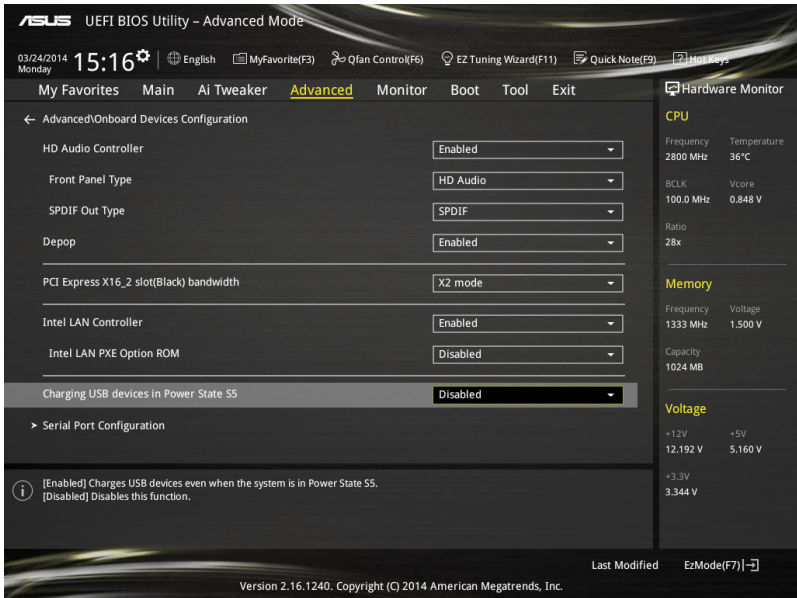 ASUS UEFI BIOS Utility – Advanced Mode
03/24/2014
Monday
15:16
English
MyFavorite(F3)
Qfan Control(F6)
EZ Tuning Wizard(F11)
Quick Note(F9)
? Hot Keys
My Favorites Main Ai Tweaker Advanced Monitor Boot Tool Exit
← Advanced\Onboard Devices Configuration
HD Audio Controller Enabled
Front Panel Type HD Audio
SPDIF Out Type SPDIF
Depop Enabled
PCI Express X16_2 slot(Black) bandwidth X2 mode
Intel LAN Controller Enabled
Intel LAN PXE Option ROM Disabled
Charging USB devices in Power State S5 Disabled
> Serial Port Configuration
[Enabled] Charges USB devices even when the system is in Power State S5.
[Disabled] Disables this function.
Hardware Monitor
CPU
Frequency Temperature
2800 MHz 36°C
BCLK Vcore
100.0 MHz 0.848 V
Ratio
28x
Memory
Frequency Voltage
1333 MHz 1.500 V
Capacity
1024 MB
Voltage
+12V +5V
12.192 V 5.160 V
+3.3V
3.344 V
Last Modified EzMode(F7)
Version 2.16.1240. Copyright (C) 2014 American Megatrends, Inc.